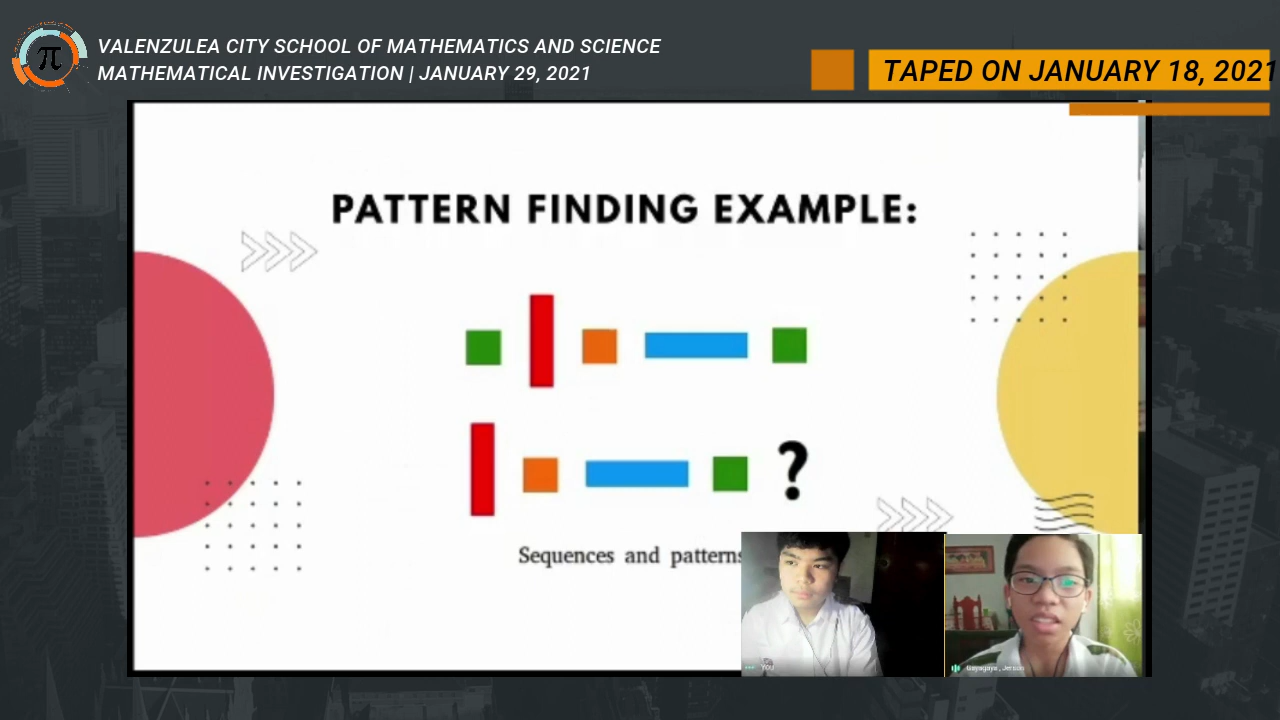 π
VALENZULEA CITY SCHOOL OF MATHEMATICS AND SCIENCE
MATHEMATICAL INVESTIGATION | JANUARY 29, 2021
TAPED ON JANUARY 18, 2021
PATTERN FINDING EXAMPLE:
?
Sequences and patterns
You